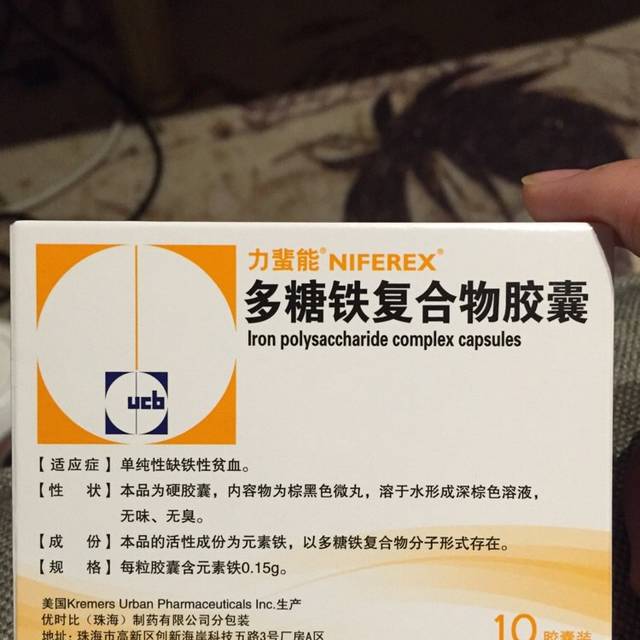 力蜚能® NIFEREX®
多糖铁复合物胶囊
Iron polysaccharide complex capsules
ucb
【适应症】单纯性缺铁性贫血。
【性 状】本品为硬胶囊，内容物为棕黑色微丸，溶于水形成深棕色溶液，
无味、无臭。
【成 份】本品的活性成份为元素铁，以多糖铁复合物分子形式存在。
【规 格】每粒胶囊含元素铁0.15g。
美国Kremers Urban Pharmaceuticals Inc.生产
优时比（珠海）制药有限公司分包装
地址：珠海市高新区创新海岸科技五路3号厂房A区
10 胶囊装